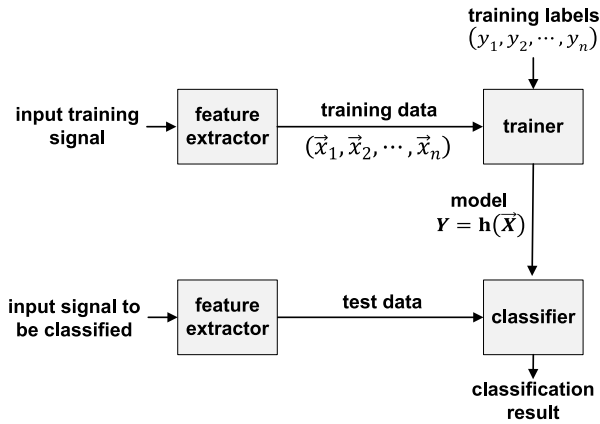 training labels
(y₁, y₂, ⋯, yₙ)
input training
signal
feature
extractor
training data
(x⃗₁, x⃗₂, ⋯, x⃗ₙ)
trainer
model
Y = h(X⃗)
input signal to
be classified
feature
extractor
test data
classifier
classification
result